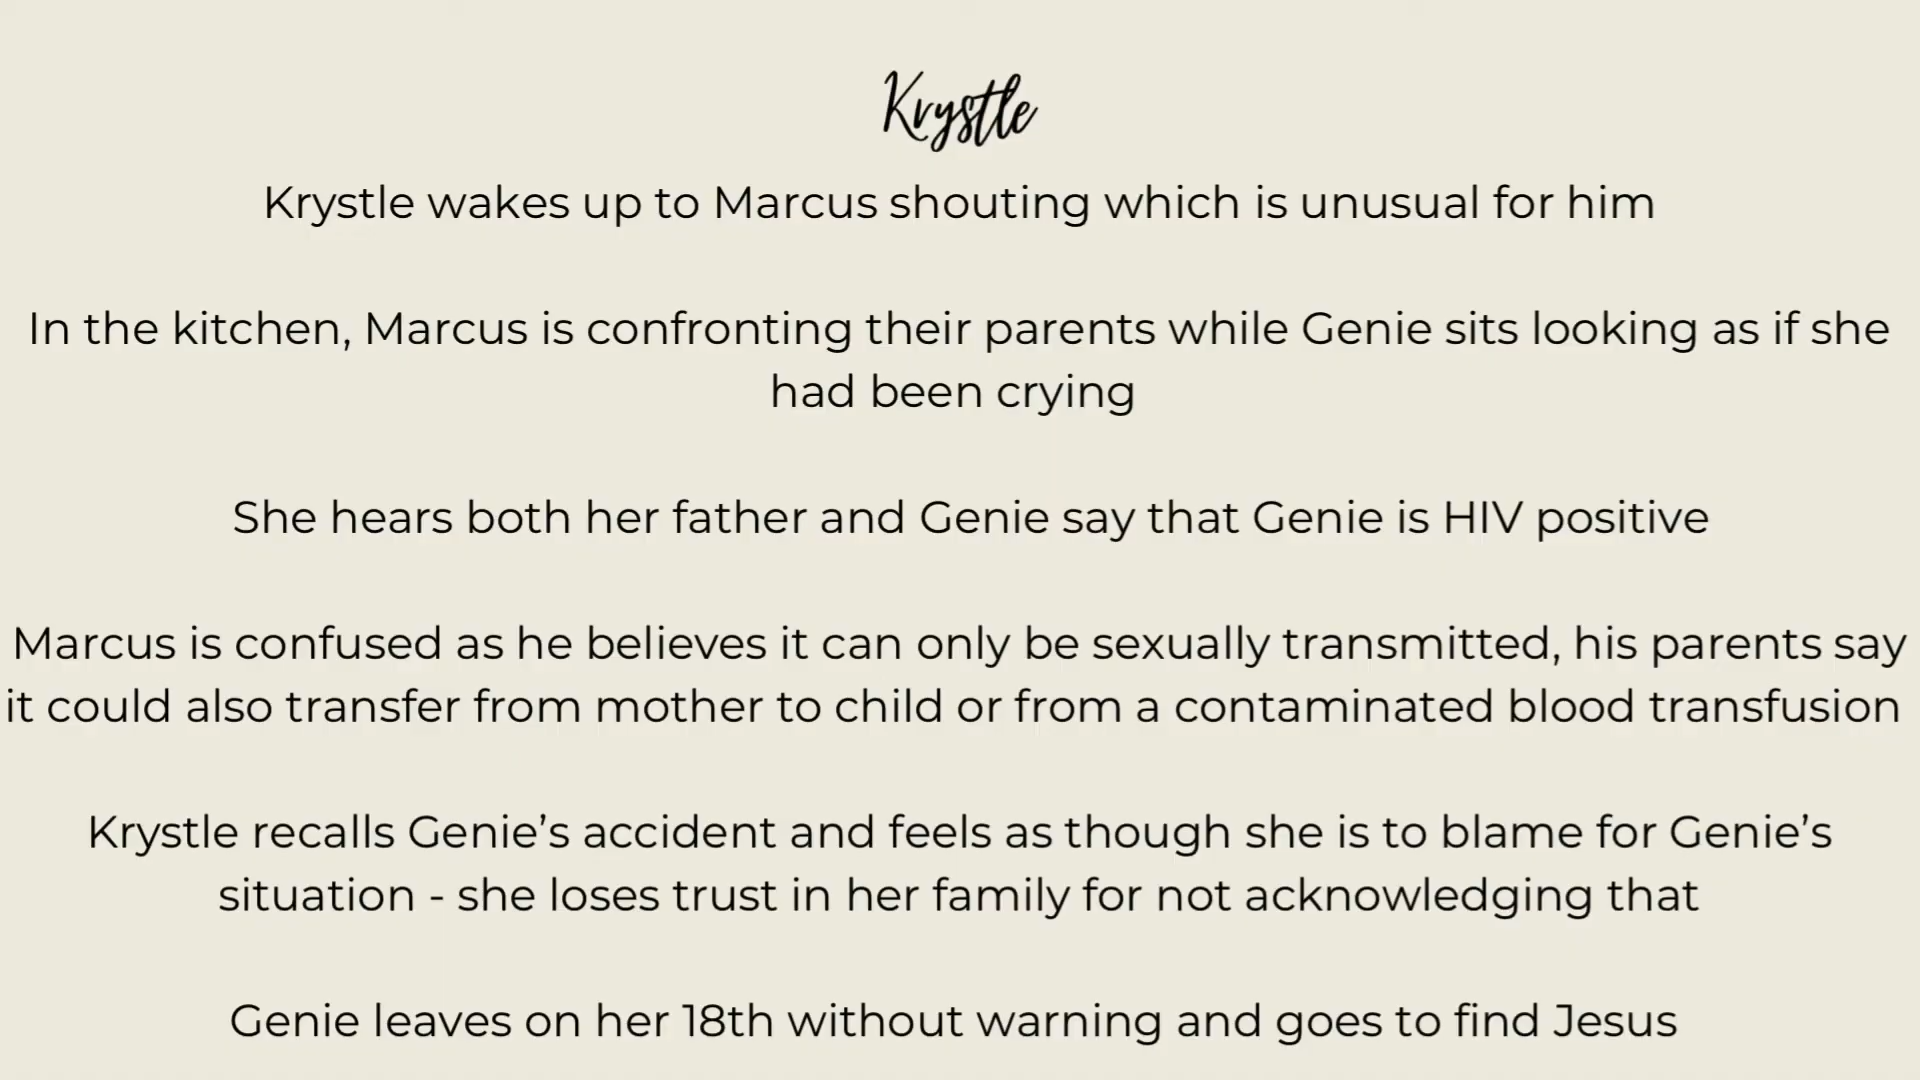 Krystle
Krystle wakes up to Marcus shouting which is unusual for him
In the kitchen, Marcus is confronting their parents while Genie sits looking as if she
had been crying
She hears both her father and Genie say that Genie is HIV positive
Marcus is confused as he believes it can only be sexually transmitted, his parents say
it could also transfer from mother to child or from a contaminated blood transfusion
Krystle recalls Genie’s accident and feels as though she is to blame for Genie’s
situation - she loses trust in her family for not acknowledging that
Genie leaves on her 18th without warning and goes to find Jesus